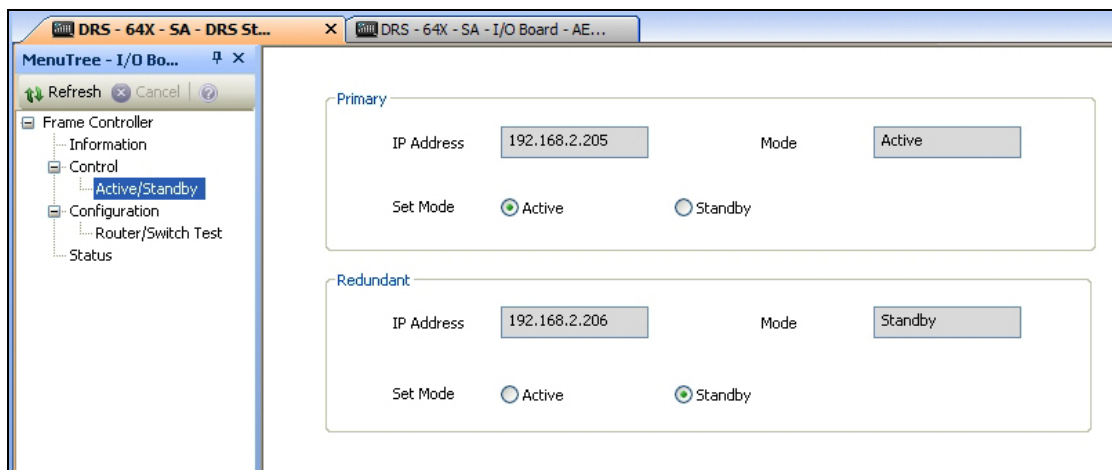 DRS - 64X - SA - DRS St...
DRS - 64X - SA - I/O Board - AE...
MenuTree - I/O Bo...
Refresh Cancel
Frame Controller
Information
Control
Active/Standby
Configuration
Router/Switch Test
Status
Primary
IP Address 192.168.2.205 Mode Active
Set Mode Active Standby
Redundant
IP Address 192.168.2.206 Mode Standby
Set Mode Active Standby